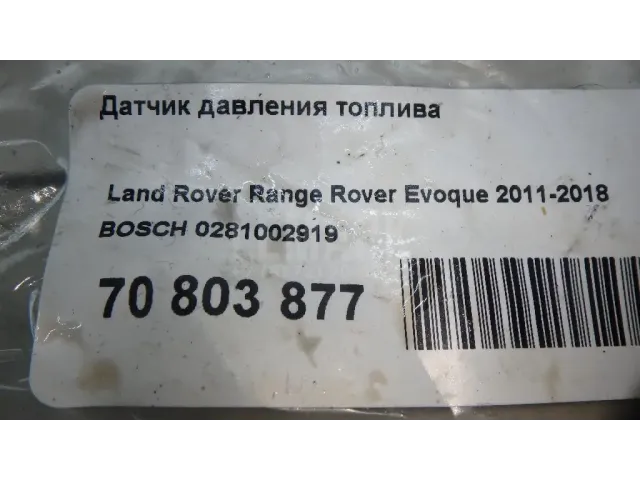 Датчик давления топлива
Land Rover Range Rover Evoque 2011-2018
BOSCH 0281002919
70 803 877